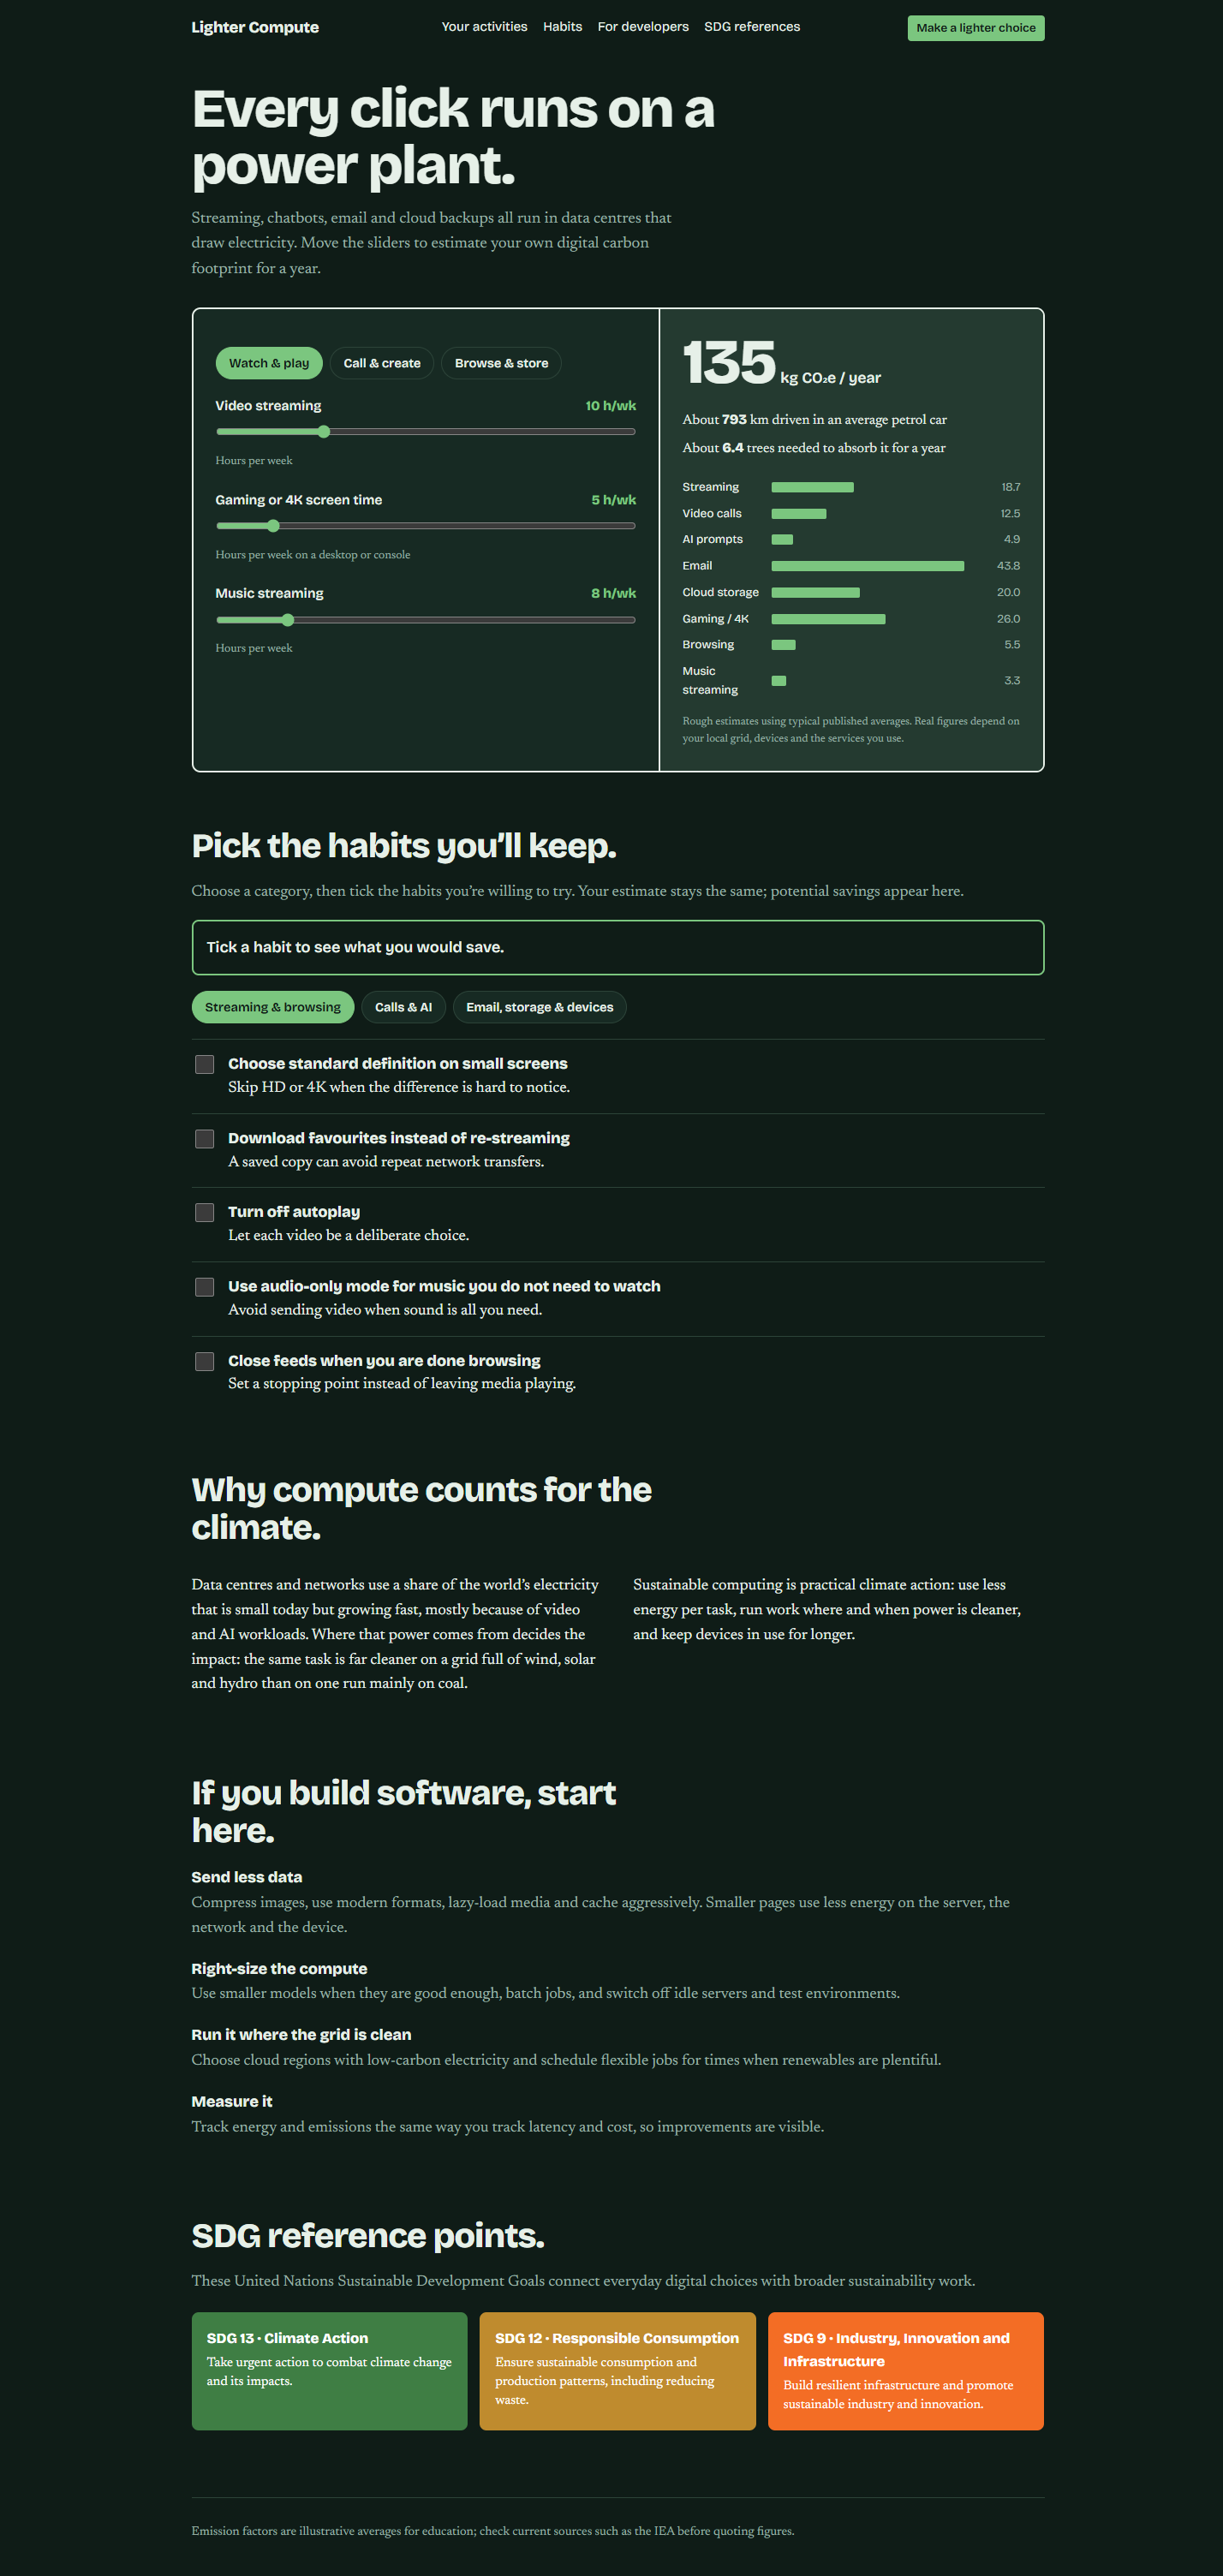 Lighter Compute
Your activities Habits For developers SDG references
Make a lighter choice
Every click runs on a
power plant.
Streaming, chatbots, email and cloud backups all run in data centres that
draw electricity. Move the sliders to estimate your own digital carbon
footprint for a year.
Watch & play Call & create Browse & store
Video streaming 10 h/wk
Hours per week
Gaming or 4K screen time 5 h/wk
Hours per week on a desktop or console
Music streaming 8 h/wk
Hours per week
135 kg CO₂e / year
About 793 km driven in an average petrol car
About 6.4 trees needed to absorb it for a year
Streaming 18.7
Video calls 12.5
AI prompts 4.9
Email 43.8
Cloud storage 20.0
Gaming / 4K 26.0
Browsing 5.5
Music
streaming 3.3
Rough estimates using typical published averages. Real figures depend on
your local grid, devices and the services you use.
Pick the habits you’ll keep.
Choose a category, then tick the habits you’re willing to try. Your estimate stays the same; potential savings appear here.
Tick a habit to see what you would save.
Streaming & browsing Calls & AI Email, storage & devices
Choose standard definition on small screens
Skip HD or 4K when the difference is hard to notice.
Download favourites instead of re-streaming
A saved copy can avoid repeat network transfers.
Turn off autoplay
Let each video be a deliberate choice.
Use audio-only mode for music you do not need to watch
Avoid sending video when sound is all you need.
Close feeds when you are done browsing
Set a stopping point instead of leaving media playing.
Why compute counts for the
climate.
Data centres and networks use a share of the world’s electricity
that is small today but growing fast, mostly because of video
and AI workloads. Where that power comes from decides the
impact: the same task is far cleaner on a grid full of wind, solar
and hydro than on one run mainly on coal.
Sustainable computing is practical climate action: use less
energy per task, run work where and when power is cleaner,
and keep devices in use for longer.
If you build software, start
here.
Send less data
Compress images, use modern formats, lazy-load media and cache aggressively. Smaller pages use less energy on the server, the
network and the device.
Right-size the compute
Use smaller models when they are good enough, batch jobs, and switch off idle servers and test environments.
Run it where the grid is clean
Choose cloud regions with low-carbon electricity and schedule flexible jobs for times when renewables are plentiful.
Measure it
Track energy and emissions the same way you track latency and cost, so improvements are visible.
SDG reference points.
These United Nations Sustainable Development Goals connect everyday digital choices with broader sustainability work.
SDG 13 · Climate Action
Take urgent action to combat climate change
and its impacts.
SDG 12 · Responsible Consumption
Ensure sustainable consumption and
production patterns, including reducing
waste.
SDG 9 · Industry, Innovation and
Infrastructure
Build resilient infrastructure and promote
sustainable industry and innovation.
Emission factors are illustrative averages for education; check current sources such as the IEA before quoting figures.